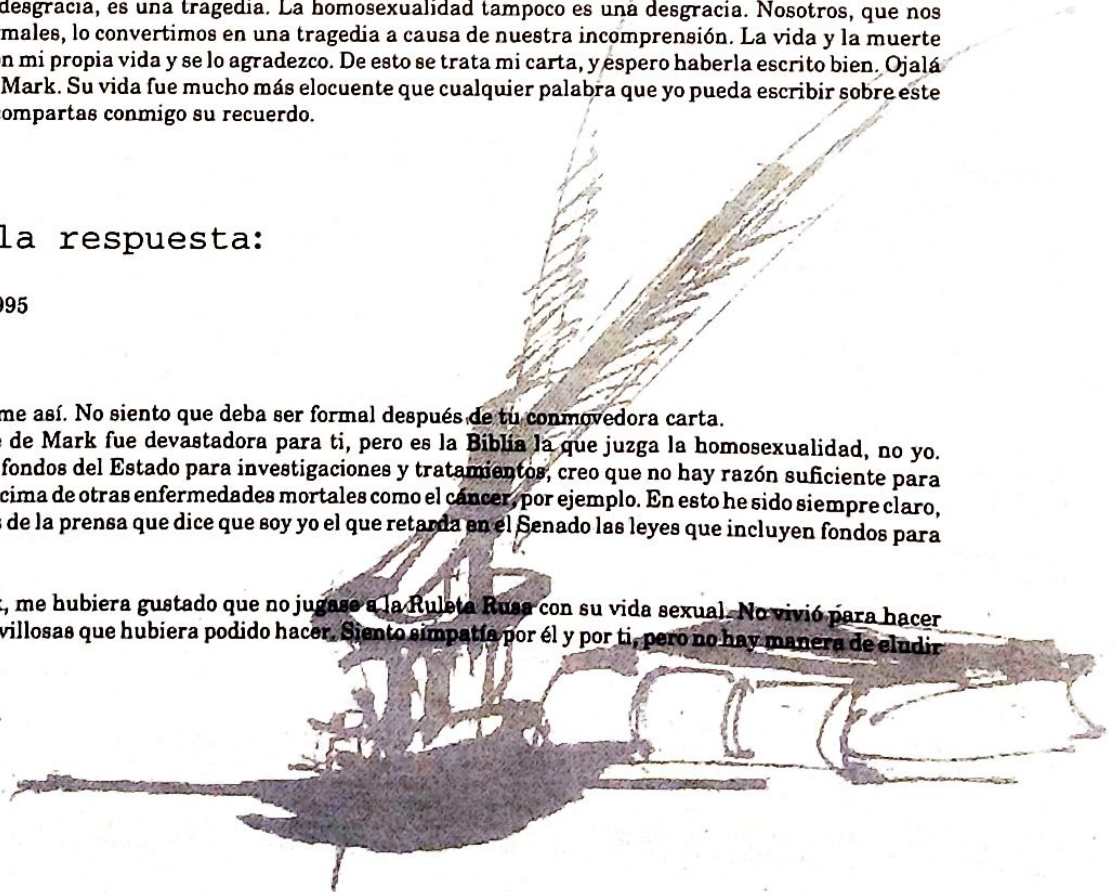 desgracia, es una tragedia. La homosexualidad tampoco es una desgracia. Nosotros, que nos
males, lo convertimos en una tragedia a causa de nuestra incomprensión. La vida y la muerte
n mi propia vida y se lo agradezco. De esto se trata mi carta, y espero haberla escrito bien. Ojalá
Mark. Su vida fue mucho más elocuente que cualquier palabra que yo pueda escribir sobre este
ompartas conmigo su recuerdo.
la respuesta:
995
me así. No siento que deba ser formal después de tu conmovedora carta.
de Mark fue devastadora para ti, pero es la Biblia la que juzga la homosexualidad, no yo.
fondos del Estado para investigaciones y tratamientos, creo que no hay razón suficiente para
cima de otras enfermedades mortales como el cáncer, por ejemplo. En esto he sido siempre claro,
s de la prensa que dice que soy yo el que retarda en el Senado las leyes que incluyen fondos para
, me hubiera gustado que no jugase a la Ruleta Rusa con su vida sexual. No vivió para hacer
villosas que hubiera podido hacer. Siento simpatía por él y por ti, pero no hay manera de eludir